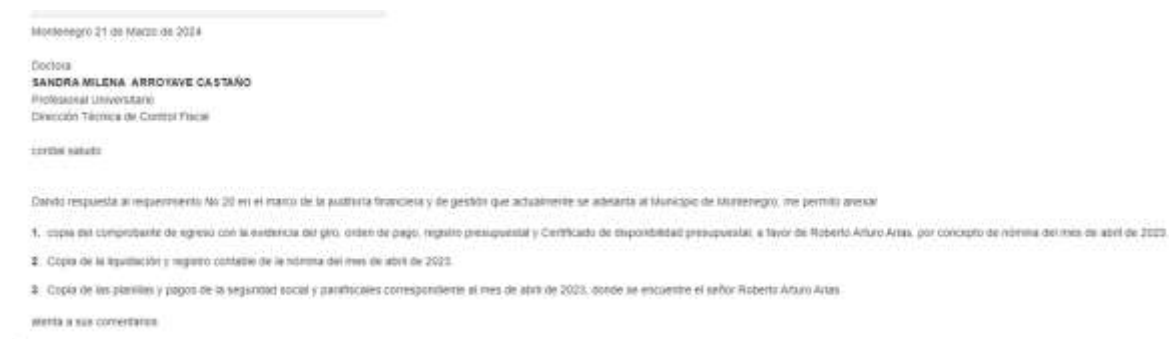 Montenegro 21 de Marzo de 2024
Doctora
SANDRA MILENA ARROYAVE CASTAÑO
Profesional Universitario
Dirección Técnica de Control Fiscal
cordial saludo
Dando respuesta al requerimiento No 20 en el marco de la auditoria financiera y de gestión que actualmente se adelanta al Municipio de Montenegro, me permito anexar
1. copia del comprobante de egreso con la evidencia del giro, orden de pago, registro presupuestal y Certificado de disponibilidad presupuestal, a favor de Roberto Arturo Arias, por concepto de nómina del mes de abril de 2023.
2. Copia de la liquidación y registro contable de la nómina del mes de abril de 2023.
3. Copia de las planillas y pagos de la seguridad social y parafiscales correspondiente al mes de abril de 2023, donde se encuentre el señor Roberto Arturo Arias
atenta a sus comentarios